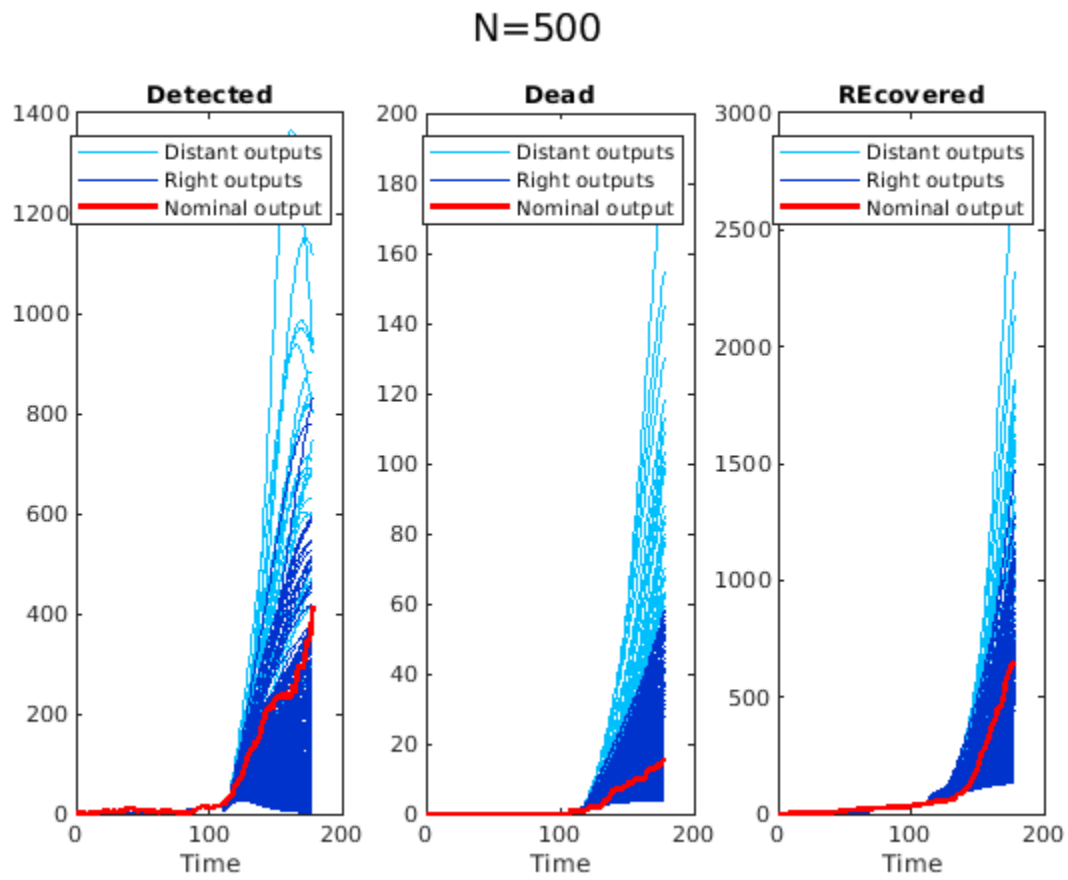 N=500
Detected
1400
1200
1000
800
600
400
200
0
0 100 200
Time
Distant outputs
Right outputs
Nominal output
Dead
200
180
160
140
120
100
80
60
40
20
0
0 100 200
Time
Distant outputs
Right outputs
Nominal output
REcovered
3000
2500
2000
1500
1000
500
0
0 100 200
Time
Distant outputs
Right outputs
Nominal output